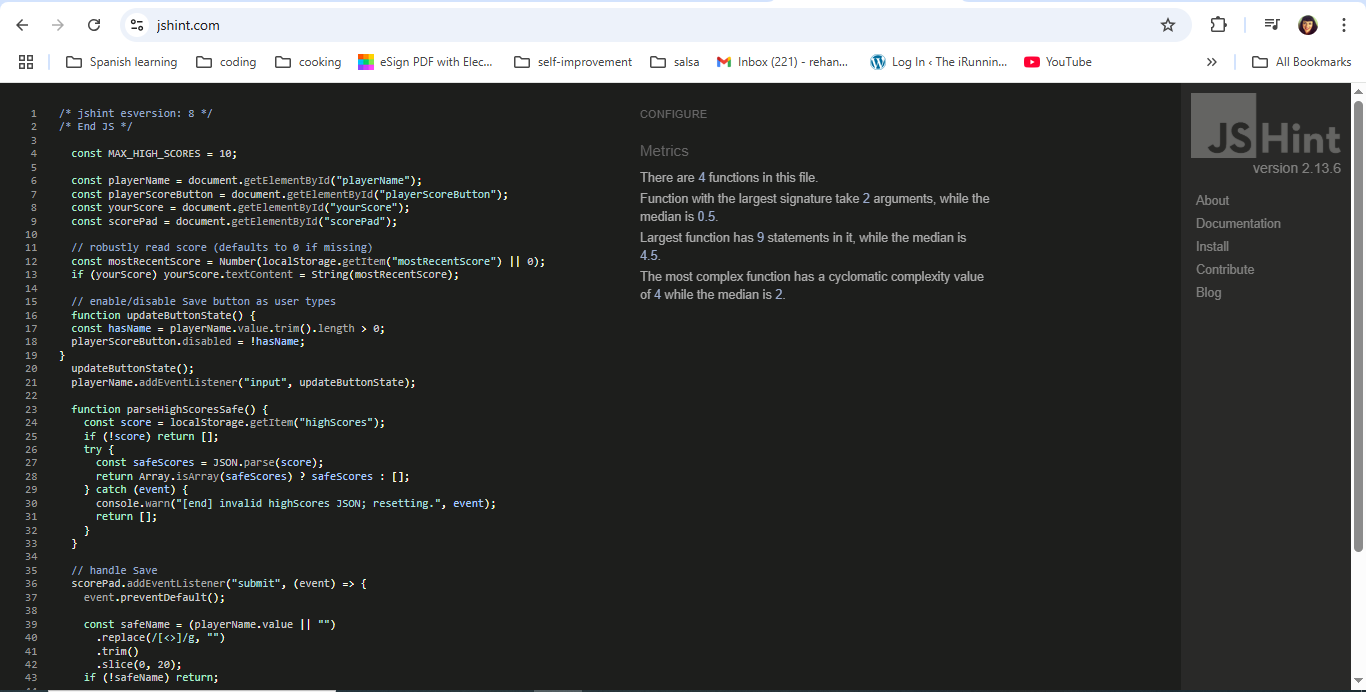 jshint.com
Spanish learning
coding
cooking
eSign PDF with Elec...
self-improvement
salsa
Inbox (221) - rehan...
Log In ‹ The iRunnin...
YouTube
»
All Bookmarks
1 /* jshint esversion: 8 */
2 /* End JS */
3
4 const MAX_HIGH_SCORES = 10;
5
6 const playerName = document.getElementById("playerName");
7 const playerScoreButton = document.getElementById("playerScoreButton");
8 const yourScore = document.getElementById("yourScore");
9 const scorePad = document.getElementById("scorePad");
10
11 // robustly read score (defaults to 0 if missing)
12 const mostRecentScore = Number(localStorage.getItem("mostRecentScore") || 0);
13 if (yourScore) yourScore.textContent = String(mostRecentScore);
14
15 // enable/disable Save button as user types
16 function updateButtonState() {
17 const hasName = playerName.value.trim().length > 0;
18 playerScoreButton.disabled = !hasName;
19 }
20 updateButtonState();
21 playerName.addEventListener("input", updateButtonState);
22
23 function parseHighScoresSafe() {
24 const score = localStorage.getItem("highScores");
25 if (!score) return [];
26 try {
27 const safeScores = JSON.parse(score);
28 return Array.isArray(safeScores) ? safeScores : [];
29 } catch (event) {
30 console.warn("[end] invalid highScores JSON; resetting.", event);
31 return [];
32 }
33 }
34
35 // handle Save
36 scorePad.addEventListener("submit", (event) => {
37 event.preventDefault();
38
39 const safeName = (playerName.value || "")
40 .replace(/[<>]/g, "")
41 .trim()
42 .slice(0, 20);
43 if (!safeName) return;
CONFIGURE
Metrics
There are 4 functions in this file.
Function with the largest signature take 2 arguments, while the
median is 0.5.
Largest function has 9 statements in it, while the median is
4.5.
The most complex function has a cyclomatic complexity value
of 4 while the median is 2.
JSHint
version 2.13.6
About
Documentation
Install
Contribute
Blog